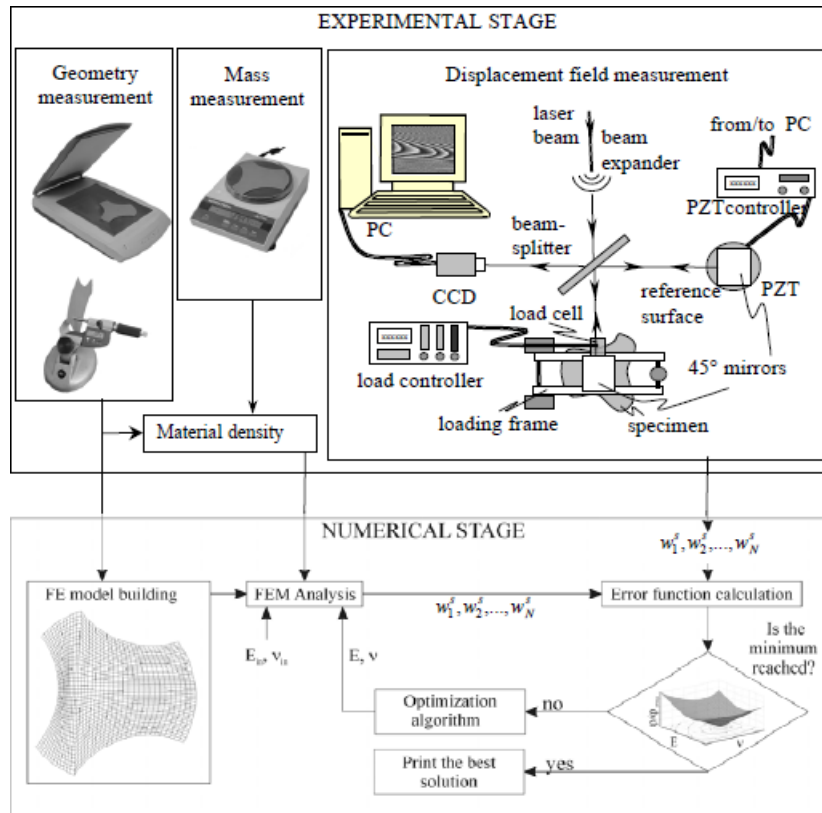 EXPERIMENTAL STAGE
Geometry
measurement
Mass
measurement
Displacement field measurement
laser
beam
beam
expander
from/to PC
PC
beam-
splitter
CCD
PZTcontroller
PZT
reference
surface
load cell
load controller
45° mirrors
loading frame
specimen
Material density
NUMERICAL STAGE
w₁ˢ, w₂ˢ,..., w_Nˢ
FE model building
FEM Analysis
w₁ˢ, w₂ˢ,..., w_Nˢ
Error function calculation
E_in, ν_in
E, ν
Is the
minimum
reached?
Optimization
algorithm
no
E
ν
Print the best
solution
yes